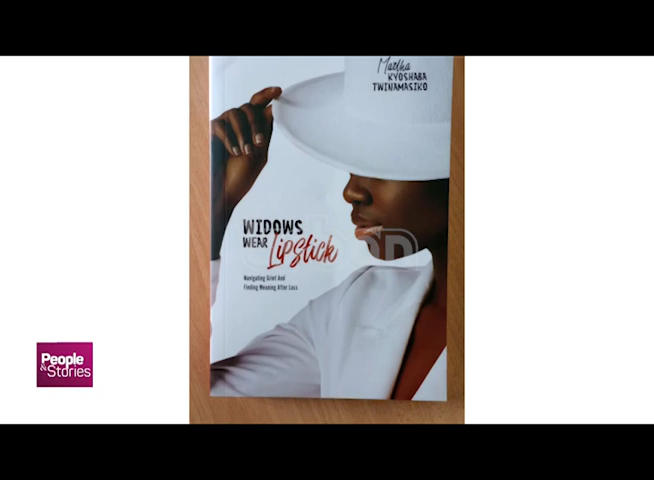 Martha
KYOSHABA
TWINAMASIKO
WIDOWS
WEAR Lipstick
Navigating Grief And
Finding Meaning After Loss
People
& Stories